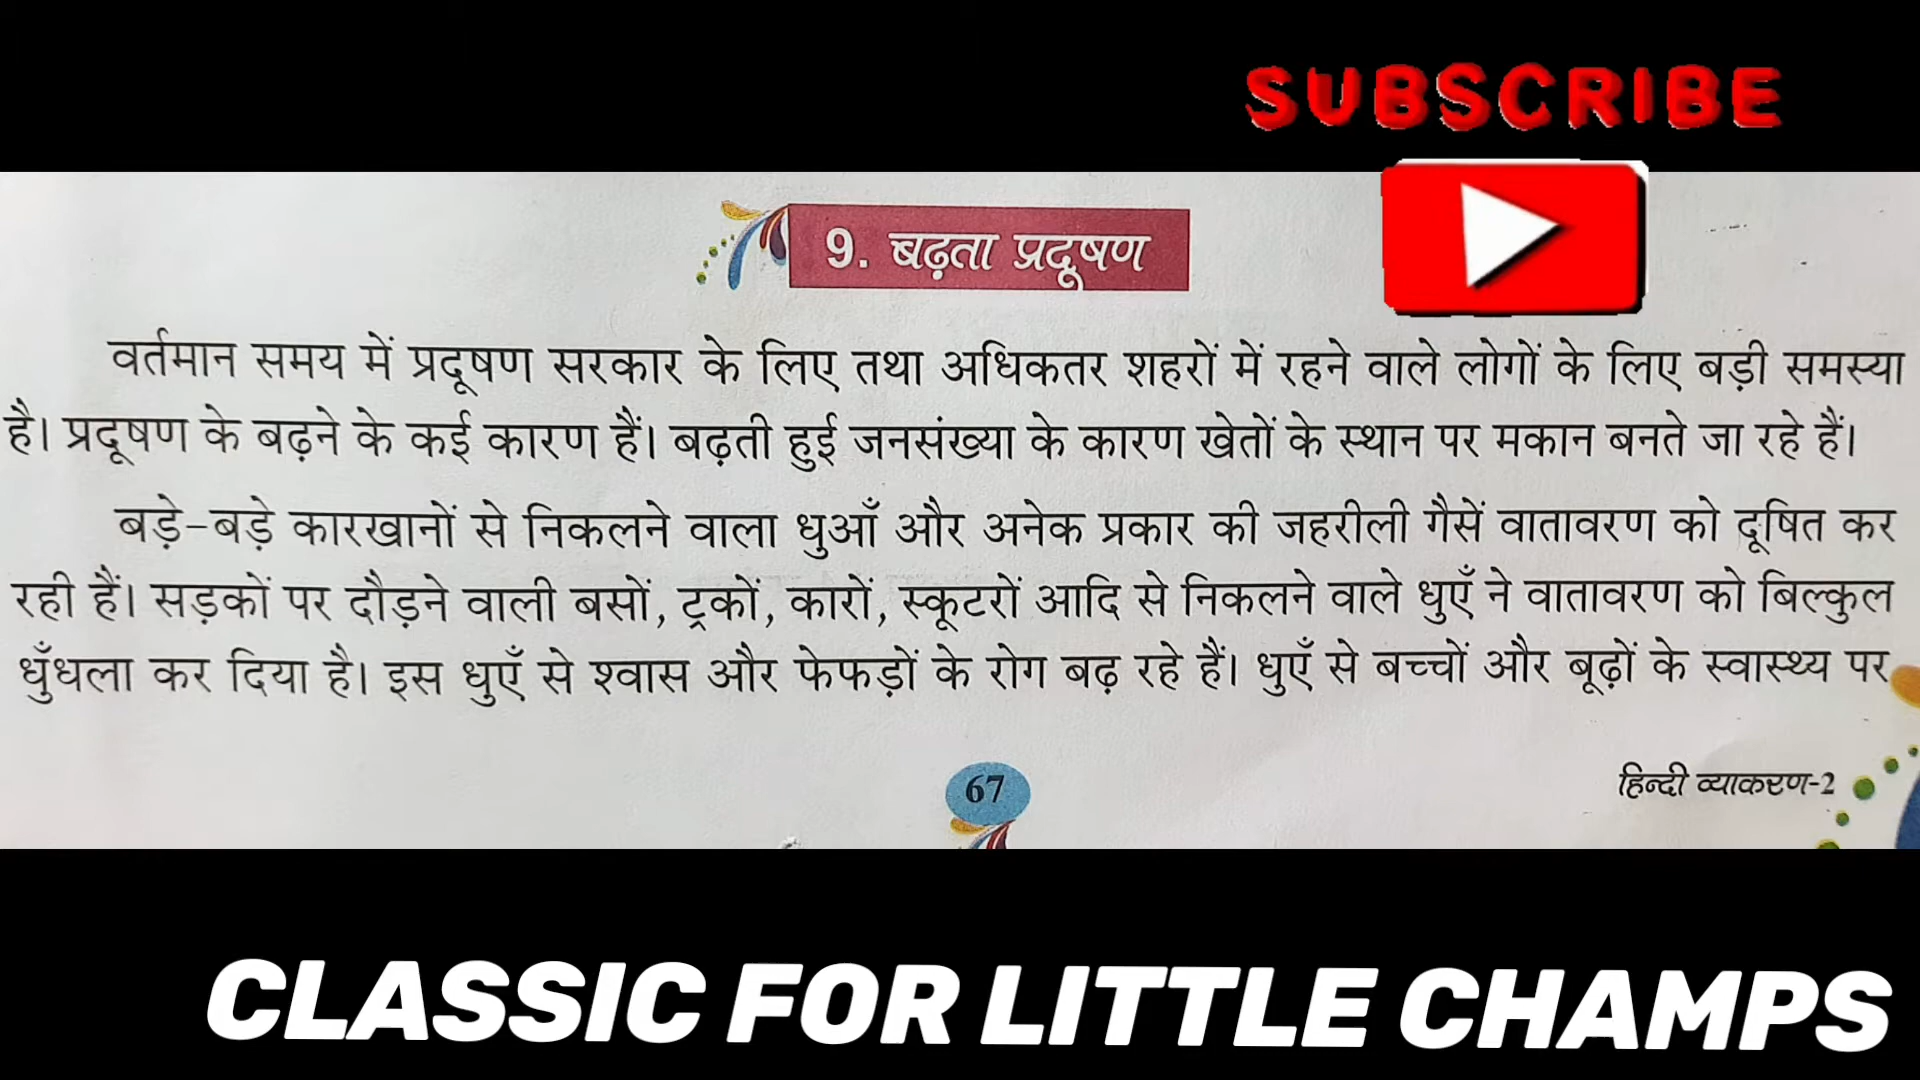 SUBSCRIBE
9. बढ़ता प्रदूषण
वर्तमान समय में प्रदूषण सरकार के लिए तथा अधिकतर शहरों में रहने वाले लोगों के लिए बड़ी समस्या
है। प्रदूषण के बढ़ने के कई कारण हैं। बढ़ती हुई जनसंख्या के कारण खेतों के स्थान पर मकान बनते जा रहे हैं।
बड़े-बड़े कारखानों से निकलने वाला धुआँ और अनेक प्रकार की जहरीली गैसें वातावरण को दूषित कर
रही हैं। सड़कों पर दौड़ने वाली बसों, ट्रकों, कारों, स्कूटरों आदि से निकलने वाले धुएँ ने वातावरण को बिल्कुल
धुँधला कर दिया है। इस धुएँ से श्वास और फेफड़ों के रोग बढ़ रहे हैं। धुएँ से बच्चों और बूढ़ों के स्वास्थ्य पर
67
हिन्दी व्याकरण-2
CLASSIC FOR LITTLE CHAMPS